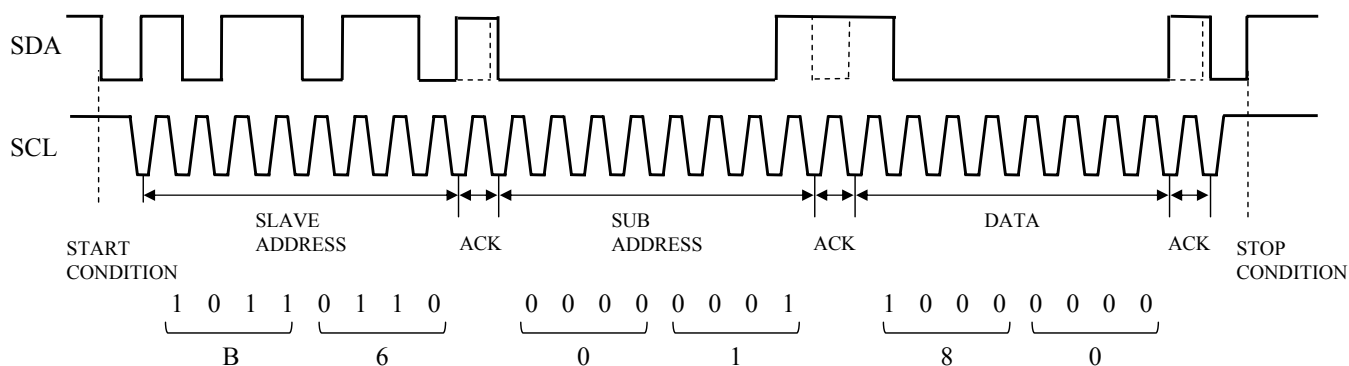 SDA
SCL
SLAVE ADDRESS
ACK
SUB ADDRESS
ACK
DATA
ACK
START CONDITION
STOP CONDITION
1 0 1 1 0 1 1 0 0 0 0 0 0 0 0 1 1 0 0 0 0 0 0 0
B 6 0 1 8 0